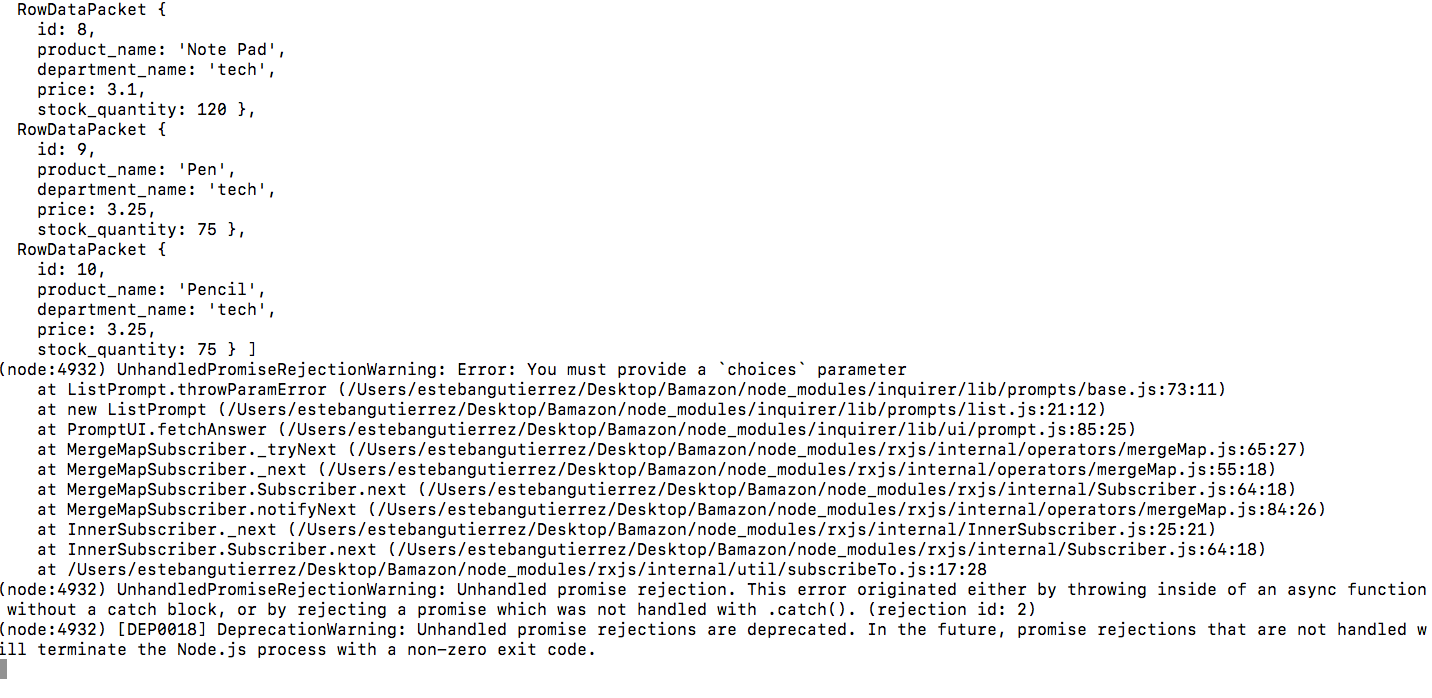 RowDataPacket {
id: 8,
product_name: 'Note Pad',
department_name: 'tech',
price: 3.1,
stock_quantity: 120 },
RowDataPacket {
id: 9,
product_name: 'Pen',
department_name: 'tech',
price: 3.25,
stock_quantity: 75 },
RowDataPacket {
id: 10,
product_name: 'Pencil',
department_name: 'tech',
price: 3.25,
stock_quantity: 75 } ]
(node:4932) UnhandledPromiseRejectionWarning: Error: You must provide a `choices` parameter
at ListPrompt.throwParamError (/Users/estebangutierrez/Desktop/Bamazon/node_modules/inquirer/lib/prompts/base.js:73:11)
at new ListPrompt (/Users/estebangutierrez/Desktop/Bamazon/node_modules/inquirer/lib/prompts/list.js:21:12)
at PromptUI.fetchAnswer (/Users/estebangutierrez/Desktop/Bamazon/node_modules/inquirer/lib/ui/prompt.js:85:25)
at MergeMapSubscriber._tryNext (/Users/estebangutierrez/Desktop/Bamazon/node_modules/rxjs/internal/operators/mergeMap.js:65:27)
at MergeMapSubscriber._next (/Users/estebangutierrez/Desktop/Bamazon/node_modules/rxjs/internal/operators/mergeMap.js:55:18)
at MergeMapSubscriber.Subscriber.next (/Users/estebangutierrez/Desktop/Bamazon/node_modules/rxjs/internal/Subscriber.js:64:18)
at MergeMapSubscriber.notifyNext (/Users/estebangutierrez/Desktop/Bamazon/node_modules/rxjs/internal/operators/mergeMap.js:84:26)
at InnerSubscriber._next (/Users/estebangutierrez/Desktop/Bamazon/node_modules/rxjs/internal/InnerSubscriber.js:25:21)
at InnerSubscriber.Subscriber.next (/Users/estebangutierrez/Desktop/Bamazon/node_modules/rxjs/internal/Subscriber.js:64:18)
at /Users/estebangutierrez/Desktop/Bamazon/node_modules/rxjs/internal/util/subscribeTo.js:17:28
(node:4932) UnhandledPromiseRejectionWarning: Unhandled promise rejection. This error originated either by throwing inside of an async function
without a catch block, or by rejecting a promise which was not handled with .catch(). (rejection id: 2)
(node:4932) [DEP0018] DeprecationWarning: Unhandled promise rejections are deprecated. In the future, promise rejections that are not handled w
ill terminate the Node.js process with a non-zero exit code.